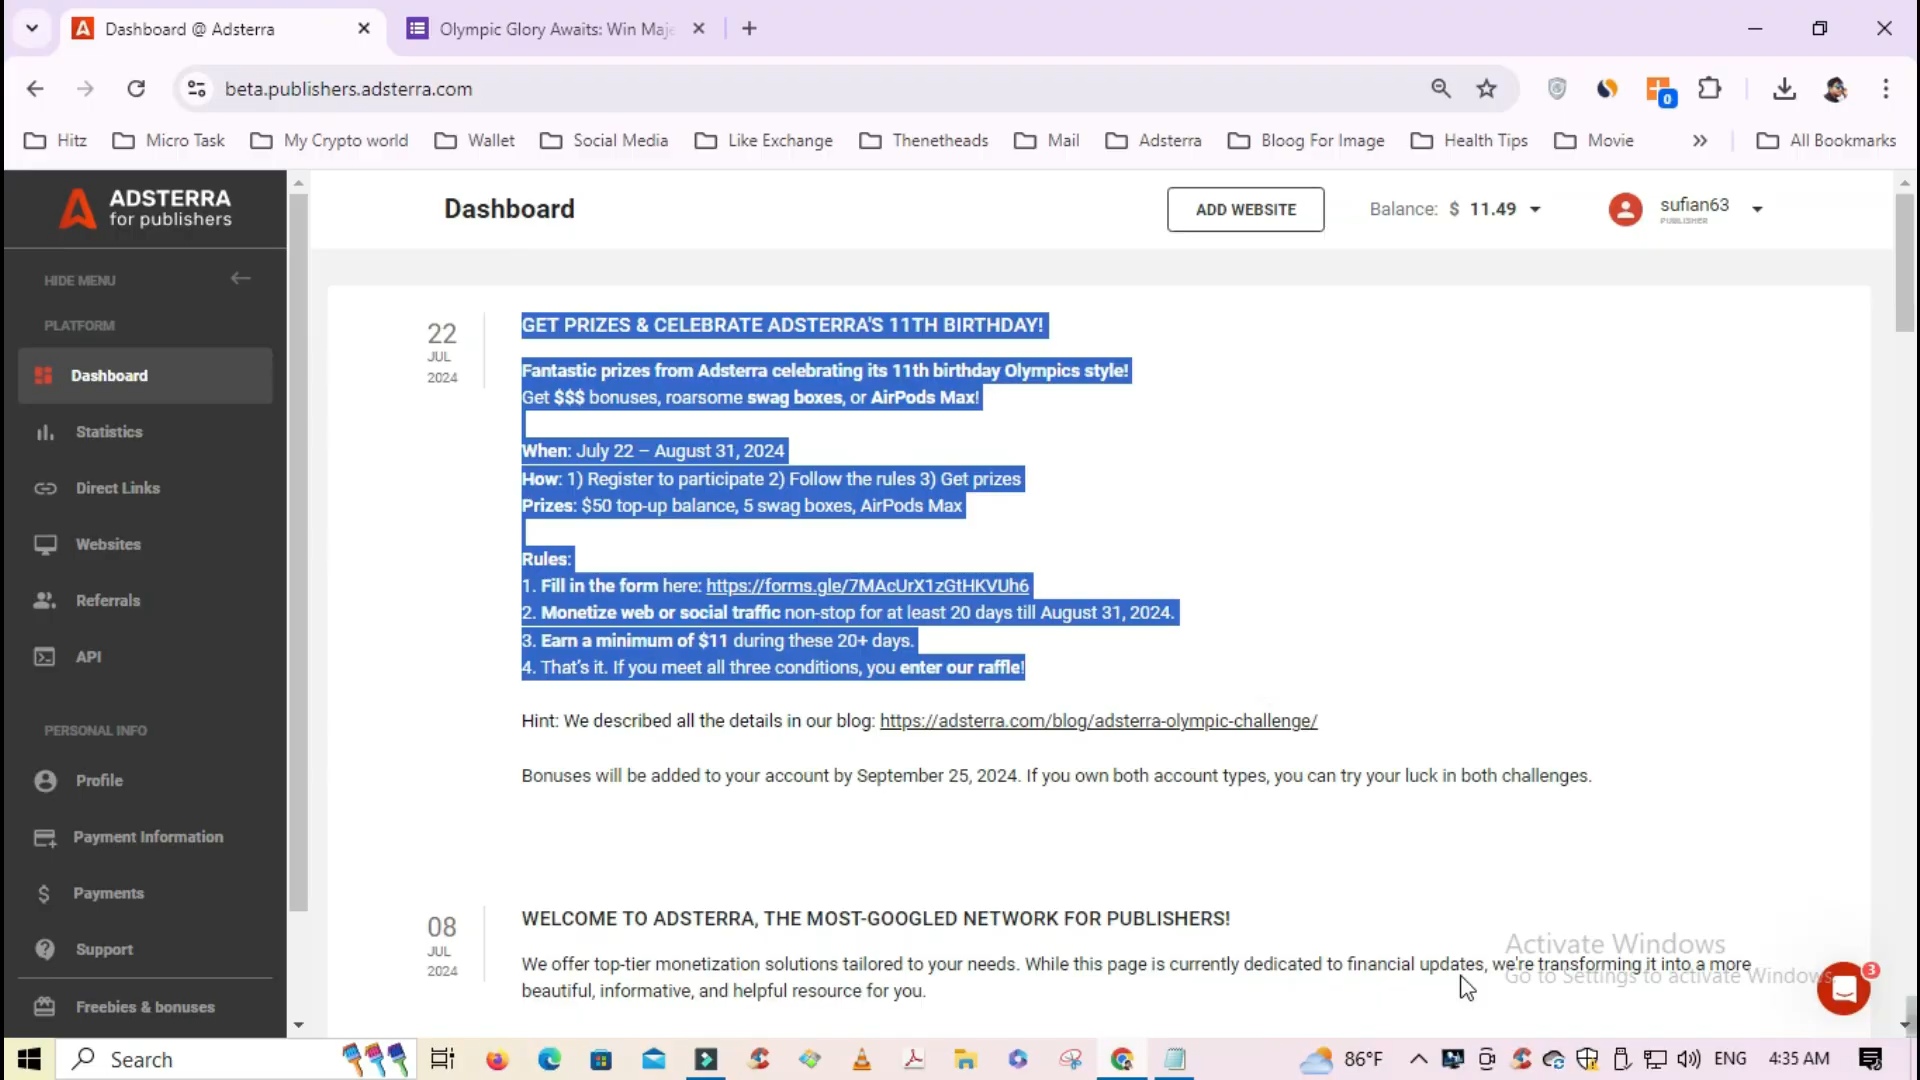 Dashboard @ Adsterra
Olympic Glory Awaits: Win Maj
beta.publishers.adsterra.com
0
Hitz
Micro Task
My Crypto world
Wallet
Social Media
Like Exchange
Thenetheads
Mail
Adsterra
Bloog For Image
Health Tips
Movie
All Bookmarks
ADSTERRA
for publishers
Dashboard
ADD WEBSITE
Balance: $ 11.49
sufian63
PUBLISHER
HIDE MENU
PLATFORM
Dashboard
Statistics
Direct Links
Websites
Referrals
API
PERSONAL INFO
Profile
Payment Information
Payments
Support
Freebies & bonuses
22
JUL
2024
GET PRIZES & CELEBRATE ADSTERRA'S 11TH BIRTHDAY!
Fantastic prizes from Adsterra celebrating its 11th birthday Olympics style!
Get $$$ bonuses, roarsome swag boxes, or AirPods Max!
When: July 22 – August 31, 2024
How: 1) Register to participate 2) Follow the rules 3) Get prizes
Prizes: $50 top-up balance, 5 swag boxes, AirPods Max
Rules:
1. Fill in the form here: https://forms.gle/7MAcUrX1zGtHKVUh6
2. Monetize web or social traffic non-stop for at least 20 days till August 31, 2024.
3. Earn a minimum of $11 during these 20+ days.
4. That's it. If you meet all three conditions, you enter our raffle!
Hint: We described all the details in our blog: https://adsterra.com/blog/adsterra-olympic-challenge/
Bonuses will be added to your account by September 25, 2024. If you own both account types, you can try your luck in both challenges.
08
JUL
2024
WELCOME TO ADSTERRA, THE MOST-GOOGLED NETWORK FOR PUBLISHERS!
We offer top-tier monetization solutions tailored to your needs. While this page is currently dedicated to financial updates, we're transforming it into a more
beautiful, informative, and helpful resource for you.
Activate Windows
Go to Settings to activate Windows
3
Search
86°F
ENG
4:35 AM